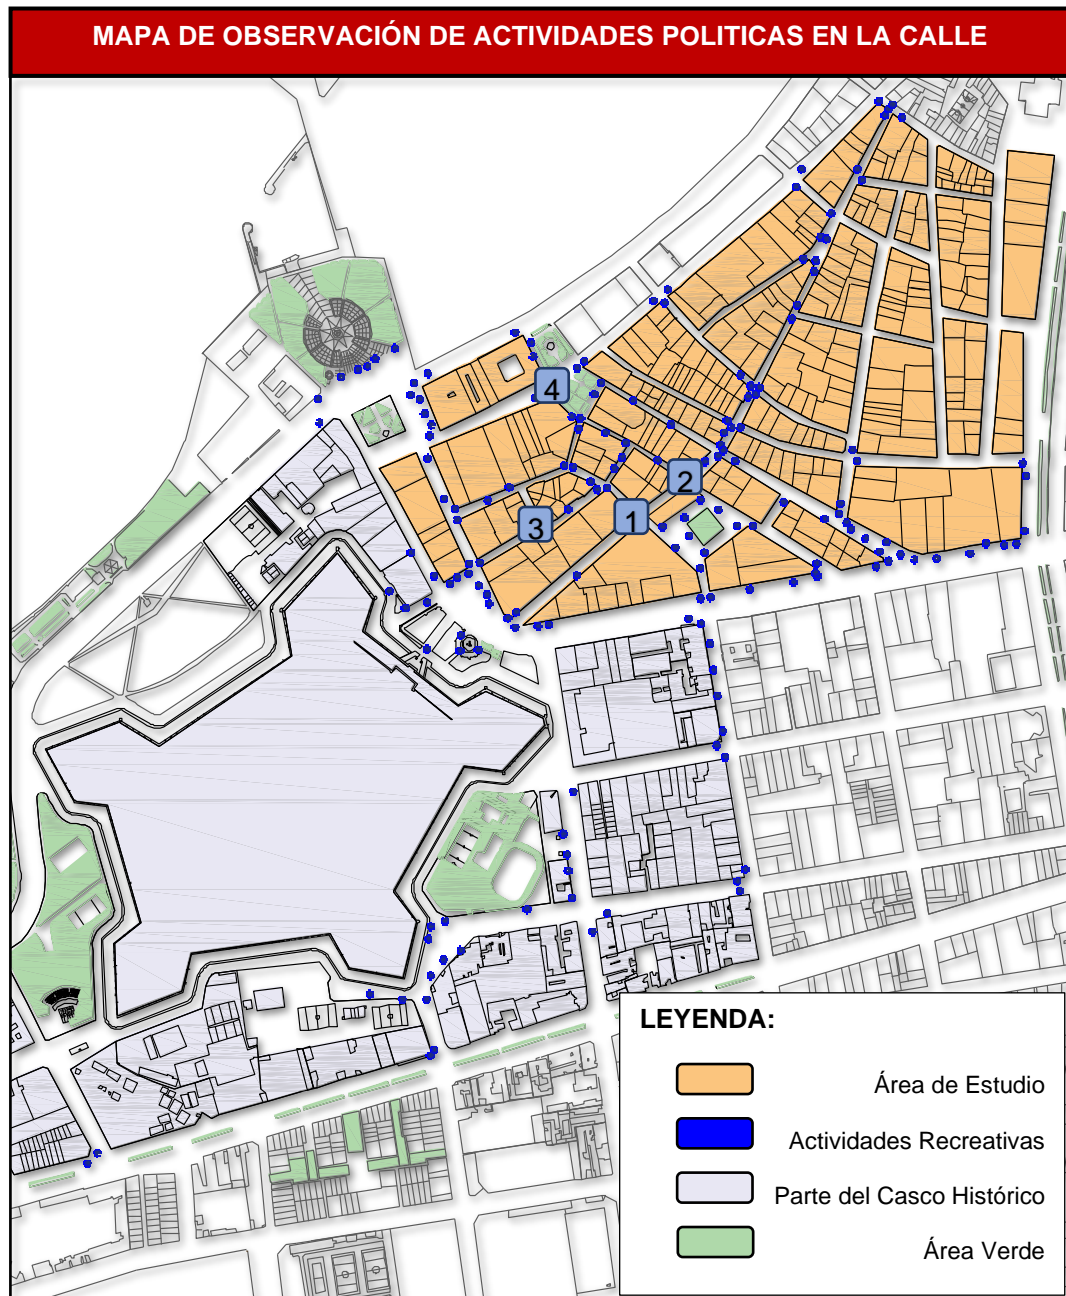 MAPA DE OBSERVACIÓN DE ACTIVIDADES POLITICAS EN LA CALLE
4
2
1
3
LEYENDA:
Área de Estudio
Actividades Recreativas
Parte del Casco Histórico
Área Verde